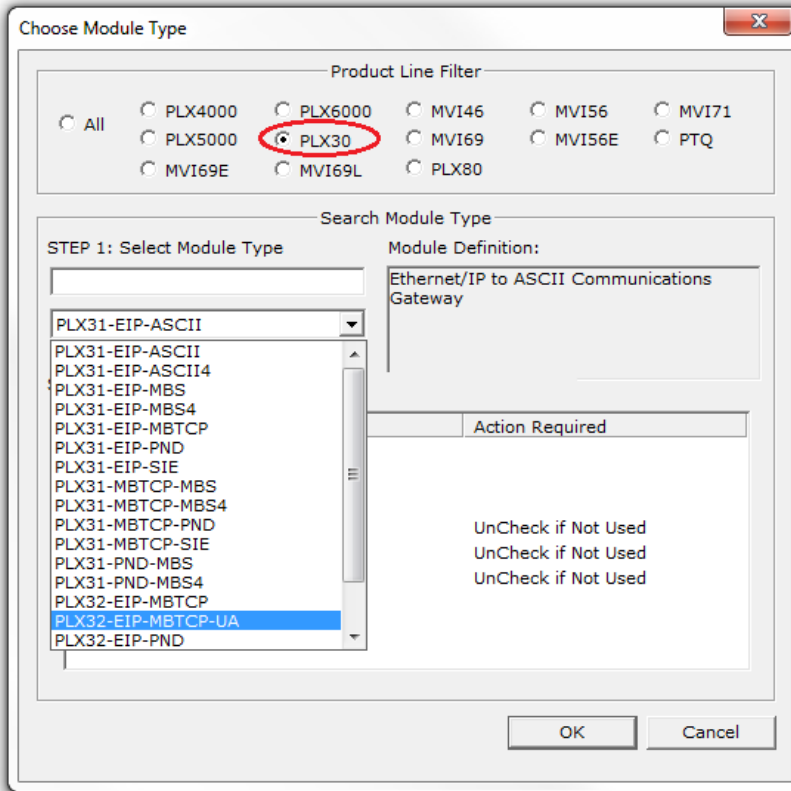 Choose Module Type
Product Line Filter
All
PLX4000 PLX6000 MVI46 MVI56 MVI71
PLX5000 PLX30 MVI69 MVI56E PTQ
MVI69E MVI69L PLX80
Search Module Type
STEP 1: Select Module Type
Module Definition:
Ethernet/IP to ASCII Communications
Gateway
PLX31-EIP-ASCII
PLX31-EIP-ASCII
PLX31-EIP-ASCII4
PLX31-EIP-MBS
PLX31-EIP-MBS4
PLX31-EIP-MBTCP
PLX31-EIP-PND
PLX31-EIP-SIE
PLX31-MBTCP-MBS
PLX31-MBTCP-MBS4
PLX31-MBTCP-PND
PLX31-MBTCP-SIE
PLX31-PND-MBS
PLX31-PND-MBS4
PLX32-EIP-MBTCP
PLX32-EIP-MBTCP-UA
PLX32-EIP-PND
Action Required
UnCheck if Not Used
UnCheck if Not Used
UnCheck if Not Used
OK
Cancel